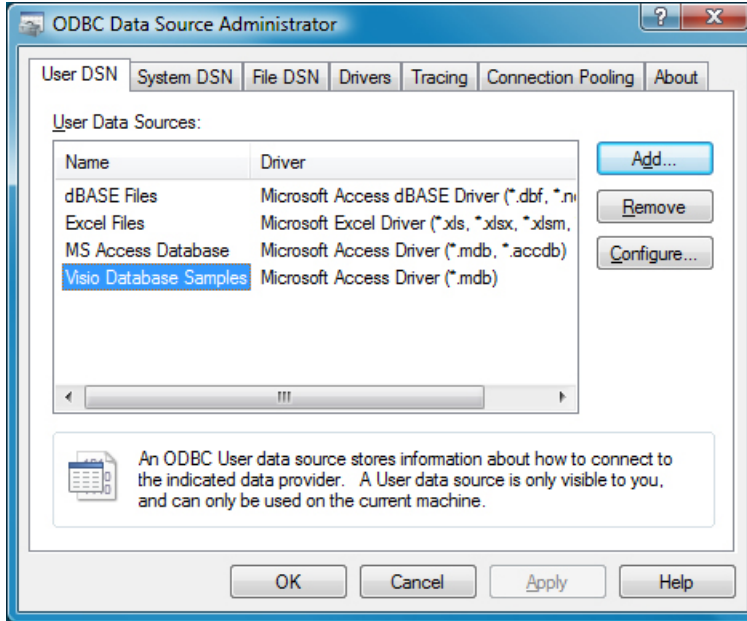 ODBC Data Source Administrator
User DSN System DSN File DSN Drivers Tracing Connection Pooling About
User Data Sources:
Name Driver
dBASE Files Microsoft Access dBASE Driver (*.dbf, *.n
Excel Files Microsoft Excel Driver (*.xls, *.xlsx, *.xlsm,
MS Access Database Microsoft Access Driver (*.mdb, *.accdb)
Visio Database Samples Microsoft Access Driver (*.mdb)
Add...
Remove
Configure...
An ODBC User data source stores information about how to connect to
the indicated data provider. A User data source is only visible to you,
and can only be used on the current machine.
OK Cancel Apply Help